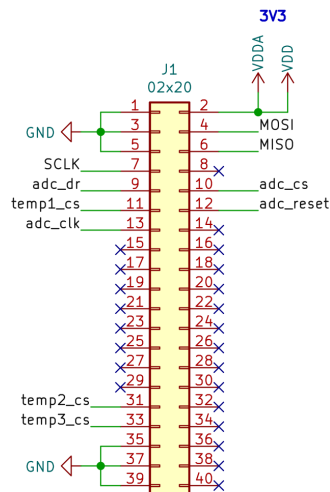 3V3
VDDA
VDD
J1
02x20
1 2
GND 3 4 MOSI
5 6 MISO
SCLK 7 8
adc_dr 9 10 adc_cs
temp1_cs 11 12 adc_reset
adc_clk 13 14
15 16
17 18
19 20
21 22
23 24
25 26
27 28
29 30
temp2_cs 31 32
temp3_cs 33 34
35 36
GND 37 38
39 40